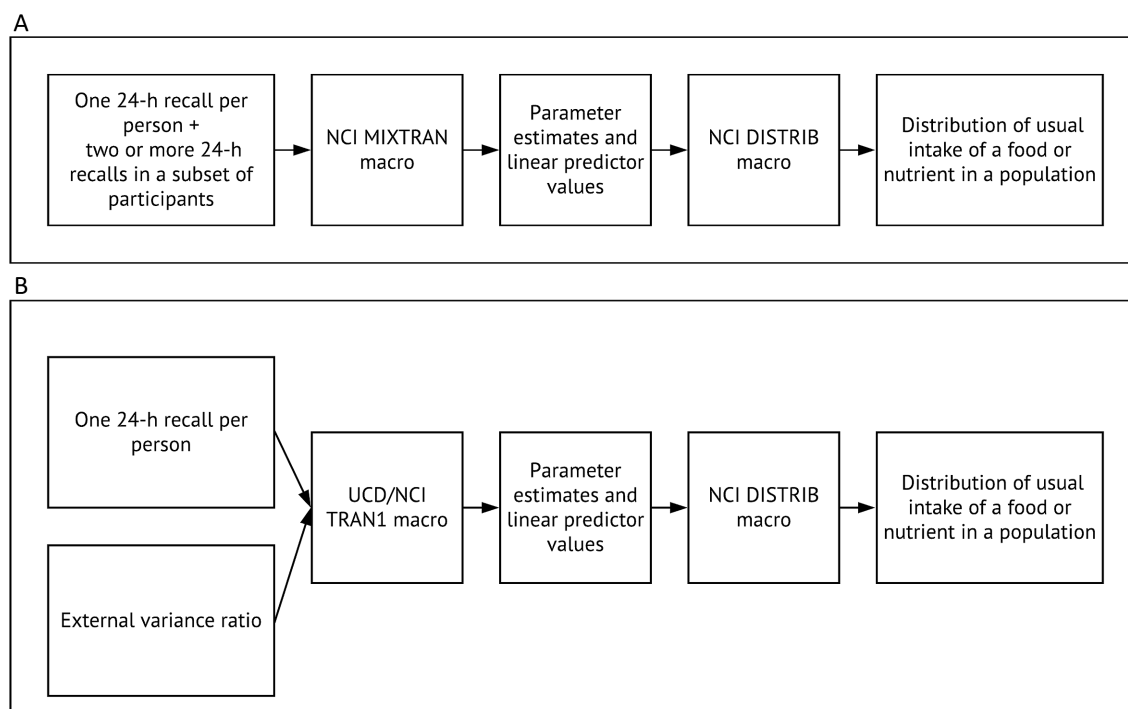 A
One 24-h recall per
person +
two or more 24-h
recalls in a subset of
participants
NCI MIXTRAN
macro
Parameter
estimates and
linear predictor
values
NCI DISTRIB
macro
Distribution of usual
intake of a food or
nutrient in a population
B
One 24-h recall per
person
External variance ratio
UCD/NCI
TRAN1 macro
Parameter
estimates and
linear predictor
values
NCI DISTRIB
macro
Distribution of usual
intake of a food or
nutrient in a population